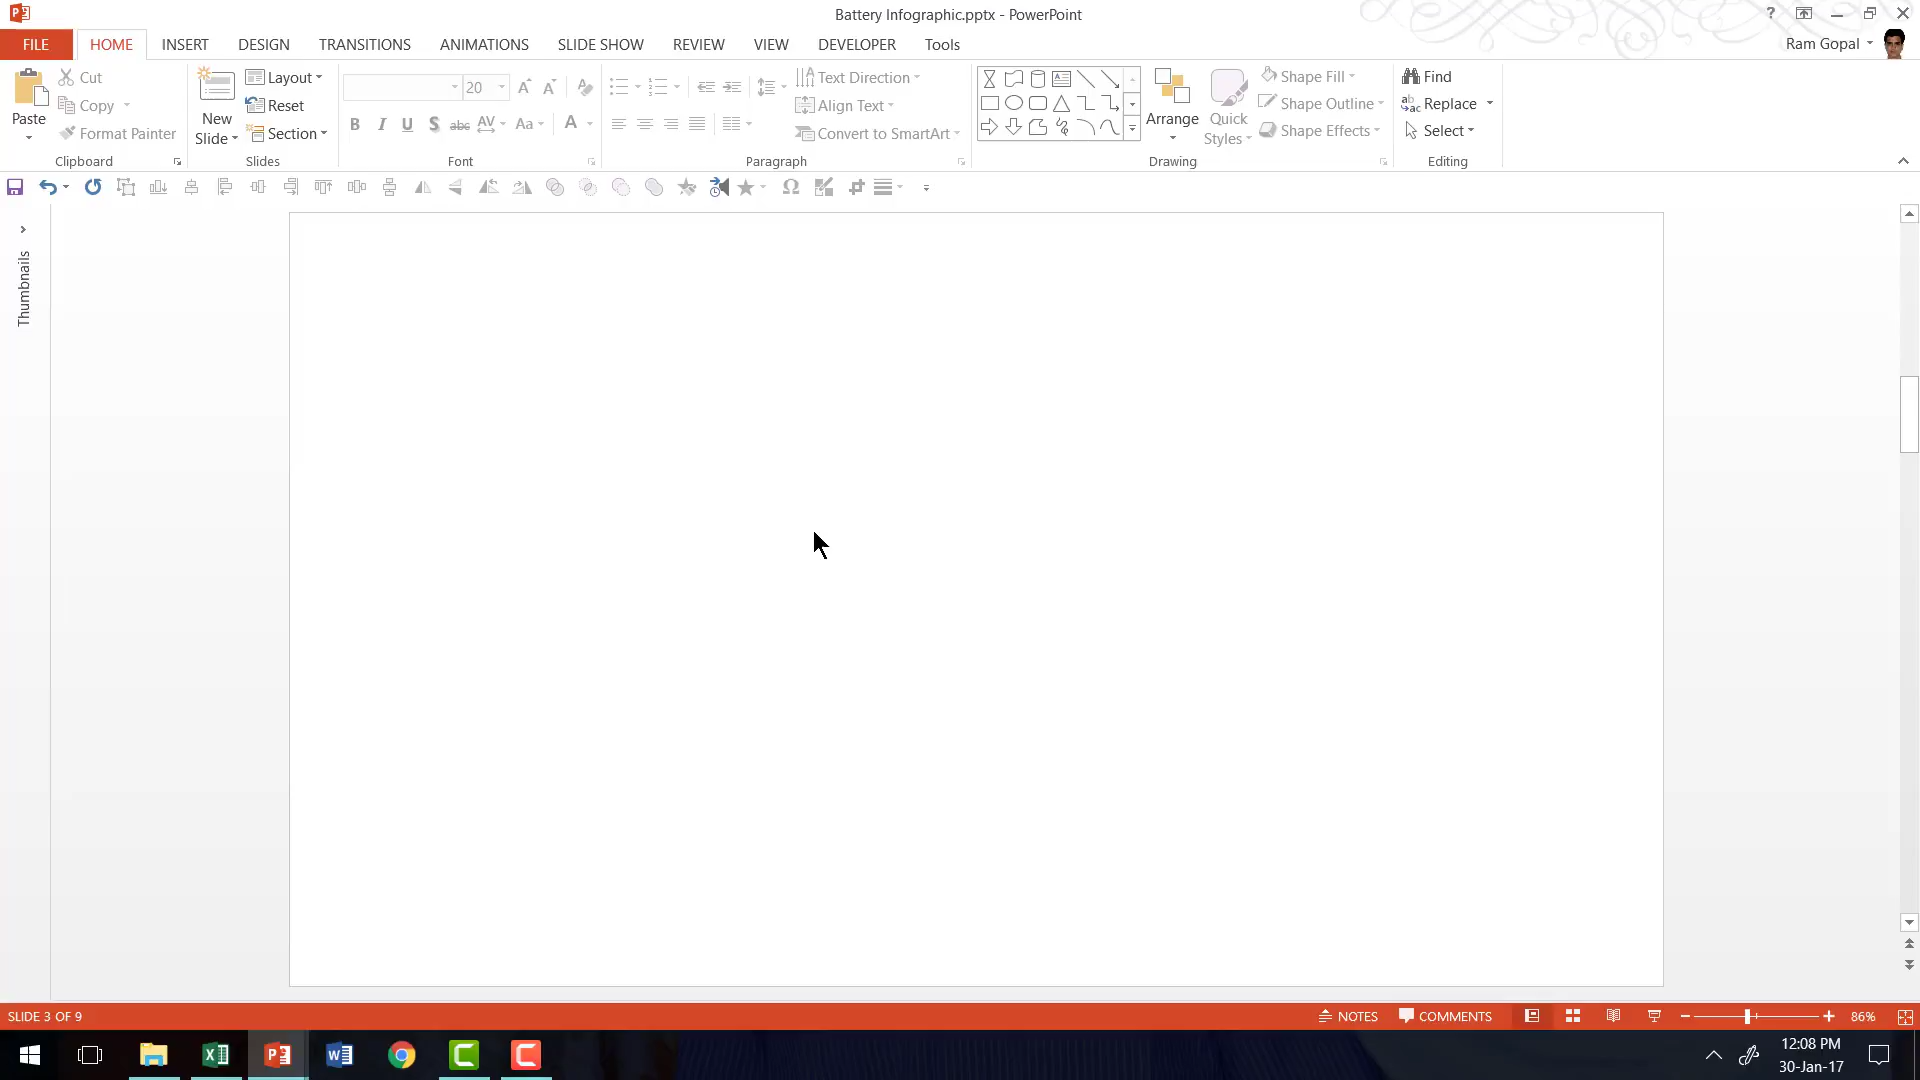 Battery Infographic.pptx - PowerPoint
?
FILE HOME INSERT DESIGN TRANSITIONS ANIMATIONS SLIDE SHOW REVIEW VIEW DEVELOPER Tools
Ram Gopal
Paste
Cut
Copy
Format Painter
Clipboard
New
Slide
Layout
Reset
Section
Slides
20
Font
Text Direction
Align Text
Convert to SmartArt
Paragraph
Arrange
Quick
Styles
Shape Fill
Shape Outline
Shape Effects
Drawing
Find
Replace
Select
Editing
Thumbnails
SLIDE 3 OF 9
NOTES
COMMENTS
86%
12:08 PM
30-Jan-17